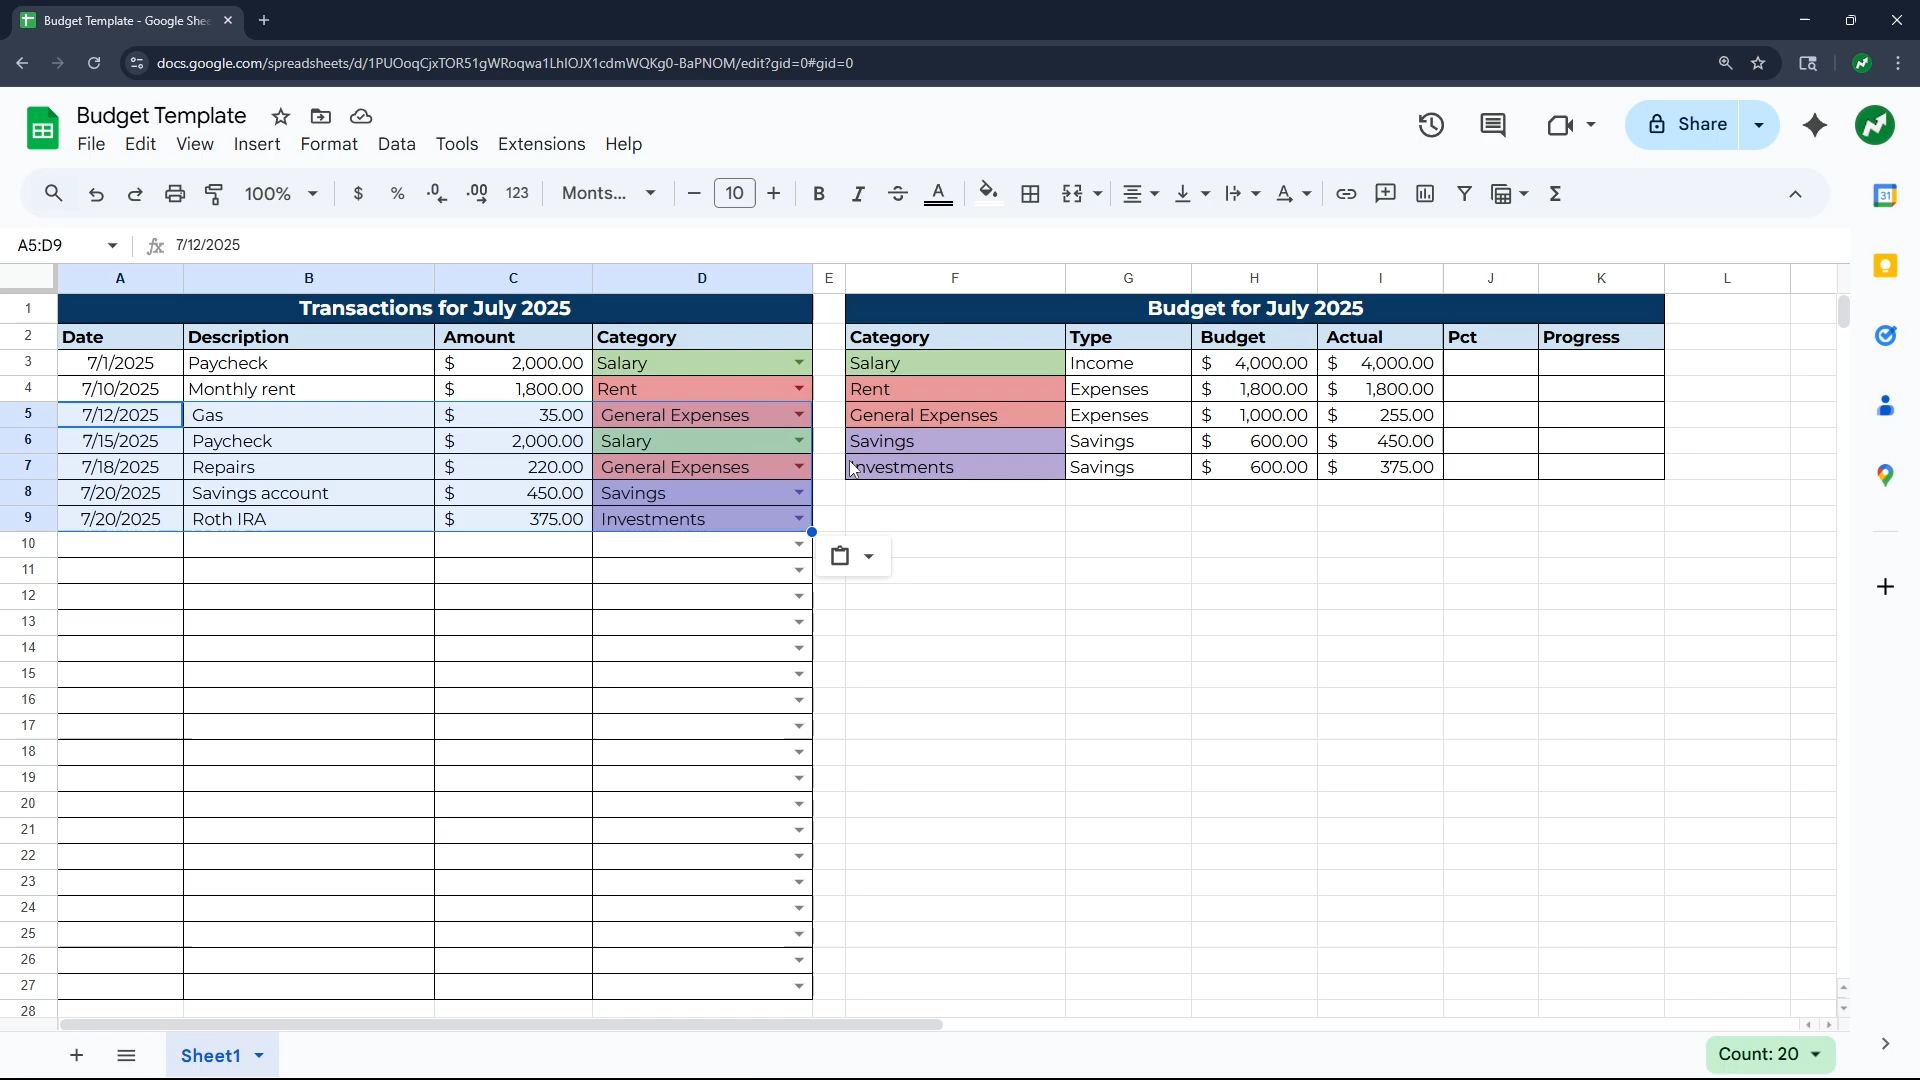 Budget Template - Google Shee
docs.google.com/spreadsheets/d/1PUOoqCjxTOR51gWRoqwa1LhIOJX1cdmWQKg0-BaPNOM/edit?gid=0#gid=0
Budget Template
File Edit View Insert Format Data Tools Extensions Help
Share
100% $ % .0 .00 123 Monts... 10 B I S A
31
A5:D9 fx 7/12/2025
A B C D E F G H I J K L
1 Transactions for July 2025 Budget for July 2025
2 Date Description Amount Category Category Type Budget Actual Pct Progress
3 7/1/2025 Paycheck $ 2,000.00 Salary Salary Income $ 4,000.00 $ 4,000.00
4 7/10/2025 Monthly rent $ 1,800.00 Rent Rent Expenses $ 1,800.00 $ 1,800.00
5 7/12/2025 Gas $ 35.00 General Expenses General Expenses Expenses $ 1,000.00 $ 255.00
6 7/15/2025 Paycheck $ 2,000.00 Salary Savings Savings $ 600.00 $ 450.00
7 7/18/2025 Repairs $ 220.00 General Expenses Investments Savings $ 600.00 $ 375.00
8 7/20/2025 Savings account $ 450.00 Savings
9 7/20/2025 Roth IRA $ 375.00 Investments
10
11
12
13
14
15
16
17
18
19
20
21
22
23
24
25
26
27
28
Sheet1 Count: 20